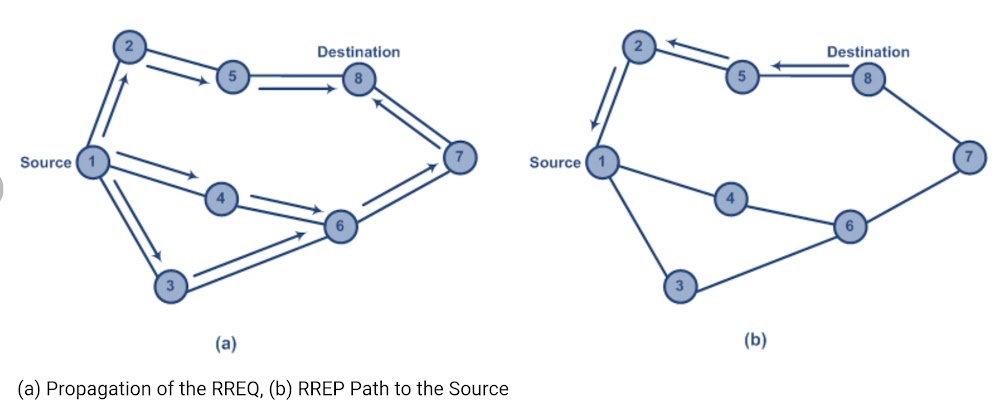 2
5
Destination
8
Source 1
4
7
6
3
(a)
2
5
Destination
8
Source 1
4
7
6
3
(b)
(a) Propagation of the RREQ, (b) RREP Path to the Source